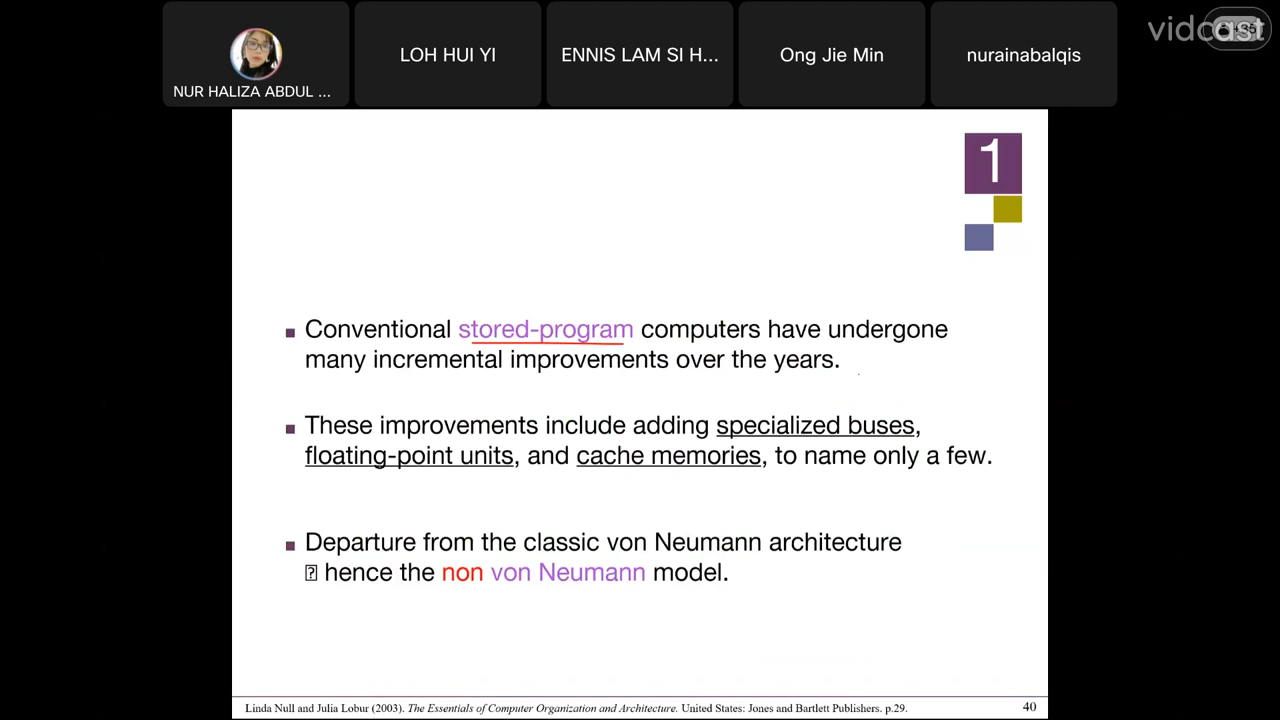 vidcast
NUR HALIZA ABDUL ...
LOH HUI YI
ENNIS LAM SI H...
Ong Jie Min
nurainabalqis
1
■ Conventional stored-program computers have undergone
many incremental improvements over the years.
■ These improvements include adding specialized buses,
floating-point units, and cache memories, to name only a few.
■ Departure from the classic von Neumann architecture
⍰ hence the non von Neumann model.
Linda Null and Julia Lobur (2003). The Essentials of Computer Organization and Architecture. United States: Jones and Bartlett Publishers. p.29.
40